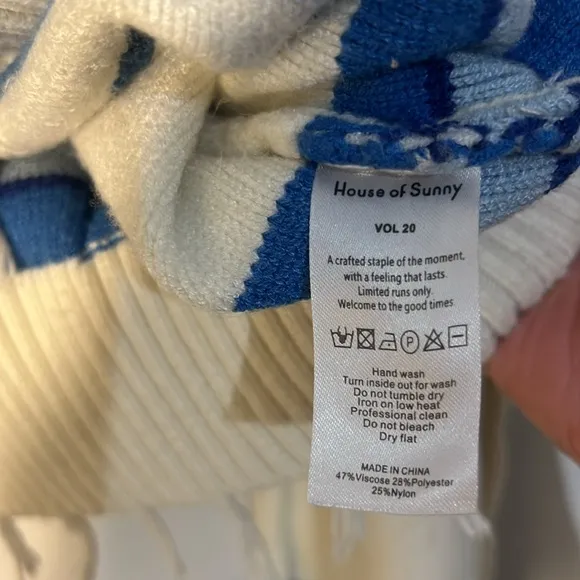 House of Sunny
VOL 20
A crafted staple of the moment,
with a feeling that lasts.
Limited runs only.
Welcome to the good times.
P
Hand wash
Turn inside out for wash
Do not tumble dry
Iron on low heat
Professional clean
Do not bleach
Dry flat
MADE IN CHINA
47%Viscose 28%Polyester
25%Nylon